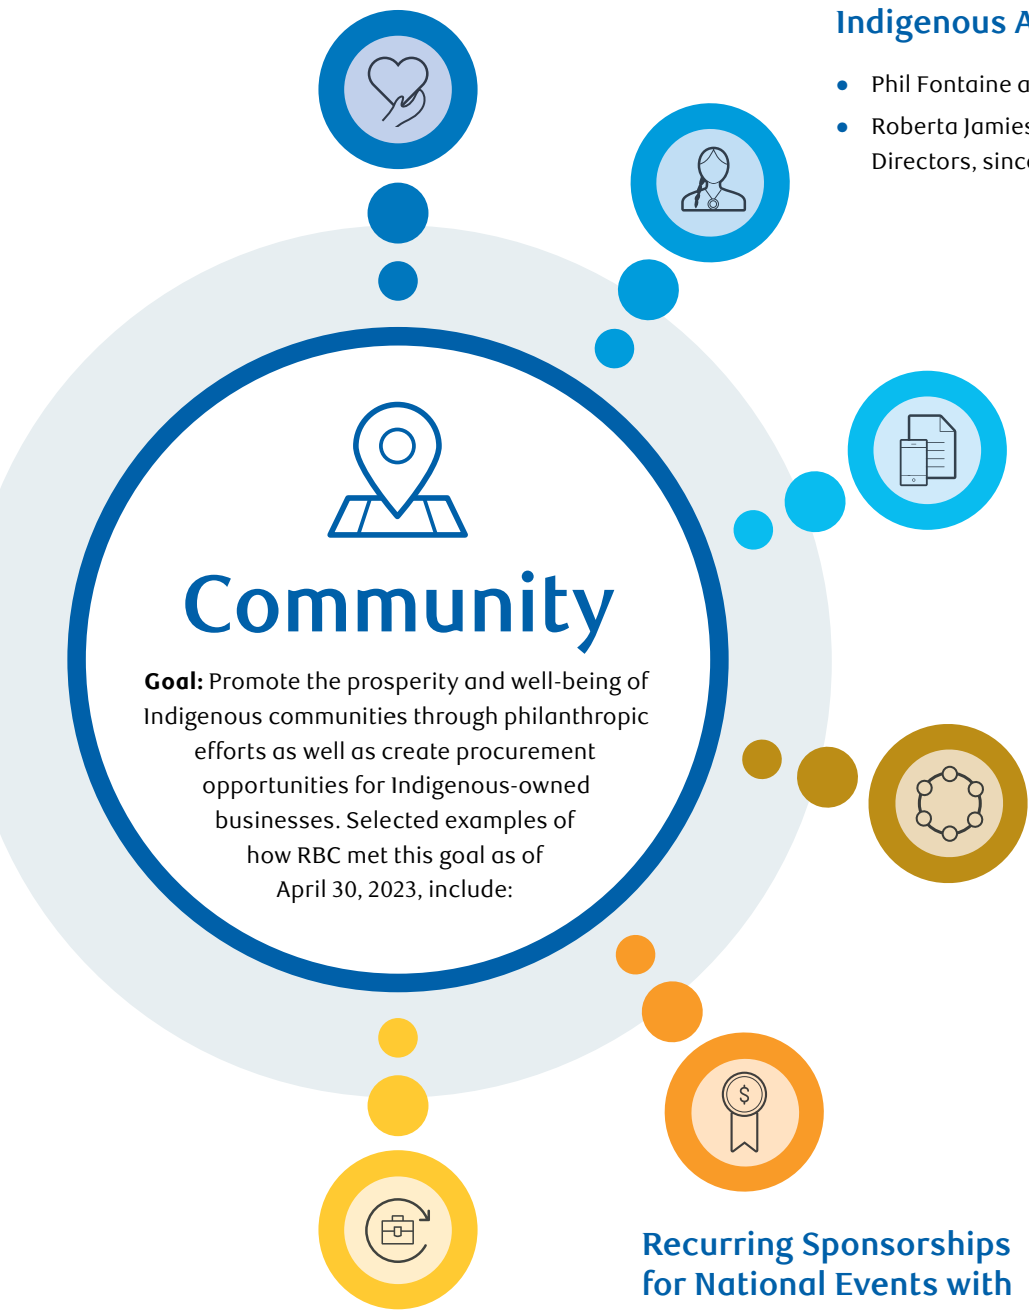 Indigenous A
• Phil Fontaine a
• Roberta Jamies
Directors, since
Community
Goal: Promote the prosperity and well-being of
Indigenous communities through philanthropic
efforts as well as create procurement
opportunities for Indigenous-owned
businesses. Selected examples of
how RBC met this goal as of
April 30, 2023, include:
$
Recurring Sponsorships
for National Events with